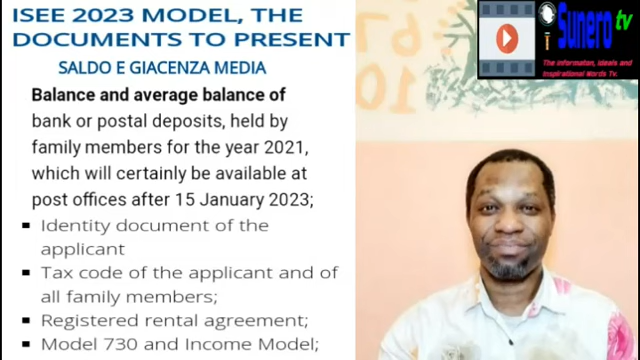 ISEE 2023 MODEL, THE
DOCUMENTS TO PRESENT
SALDO E GIACENZA MEDIA
Balance and average balance of
bank or postal deposits, held by
family members for the year 2021,
which will certainly be available at
post offices after 15 January 2023;
Identity document of the
applicant
Tax code of the applicant and of
all family members;
Registered rental agreement;
Model 730 and Income Model;
Sunero tv
The Information, Ideals and
Inspirational Words Tv.
67
10